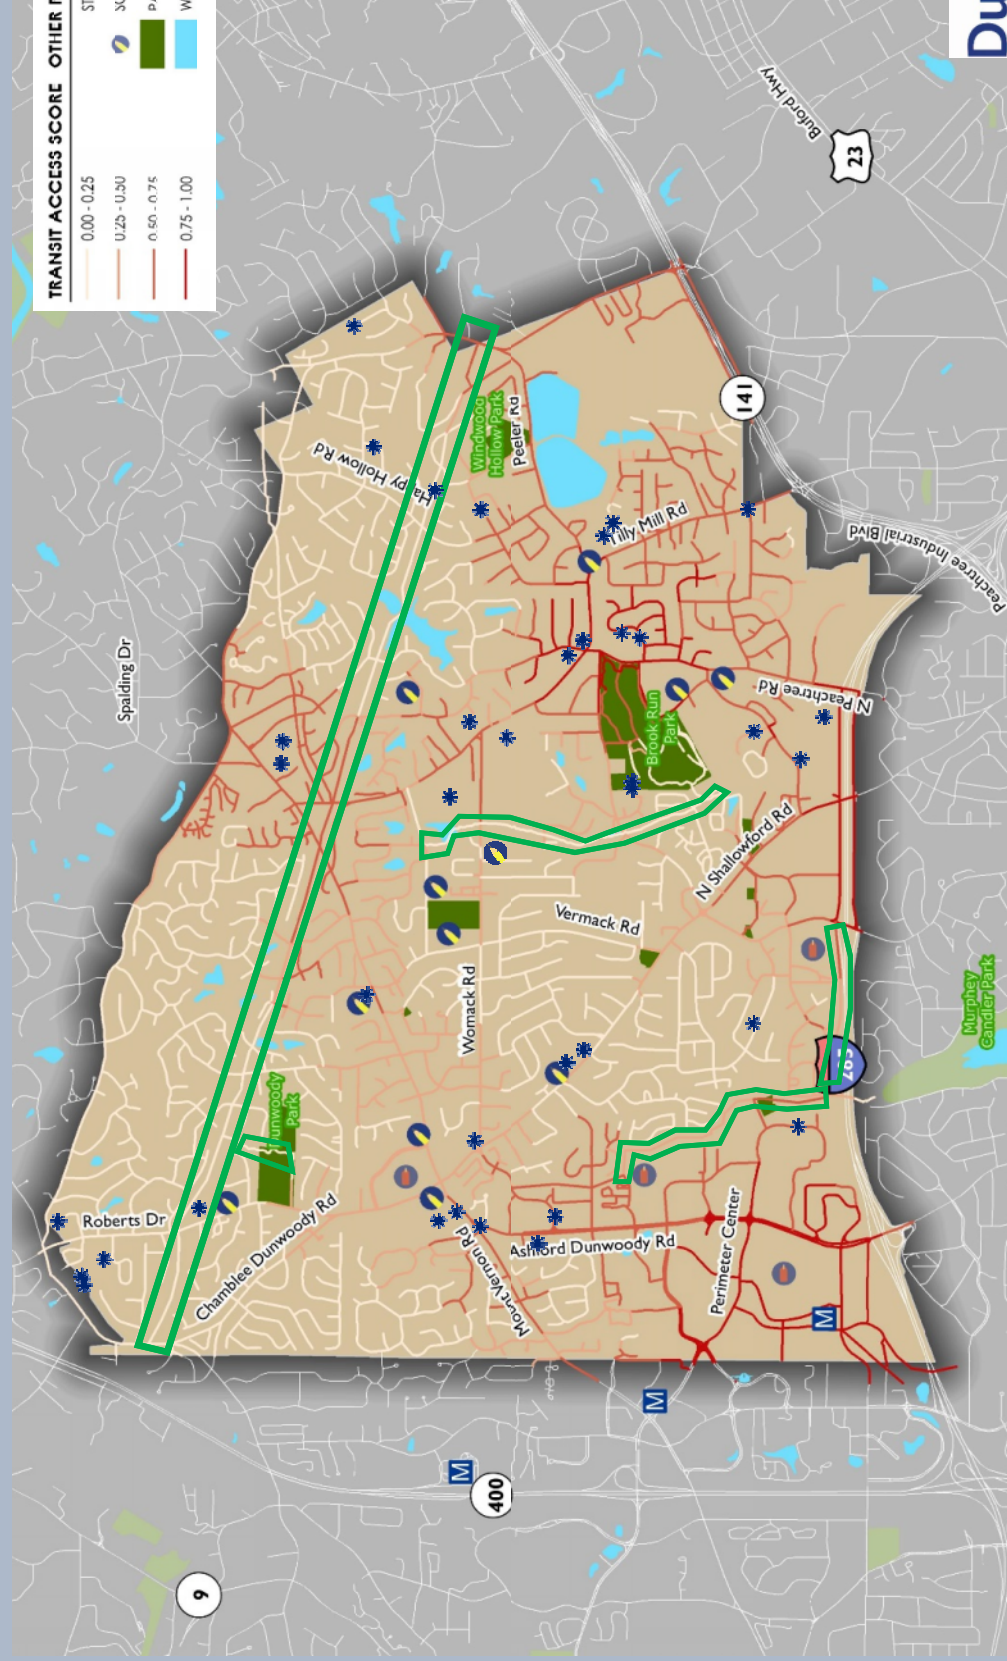 TRANSIT ACCESS SCORE
OTHER
0.00 - 0.25
0.25 - 0.50
0.50 - 0.75
0.75 - 1.00
Du
Buford Hwy
23
141
Peachtree Industrial Blvd
Spalding Dr
Happy Hollow Rd
Windwood
Hollow Park
Peeler Rd
Tilly Mill Rd
N Peachtree Rd
Brook Run
Park
N Shallowford Rd
Vermack Rd
Womack Rd
Murphey
Candler Park
285
Dunwoody
Park
Roberts Dr
Chamblee Dunwoody Rd
Mount Vernon Rd
Ashford Dunwoody Rd
Perimeter Center
M
M
M
400
9